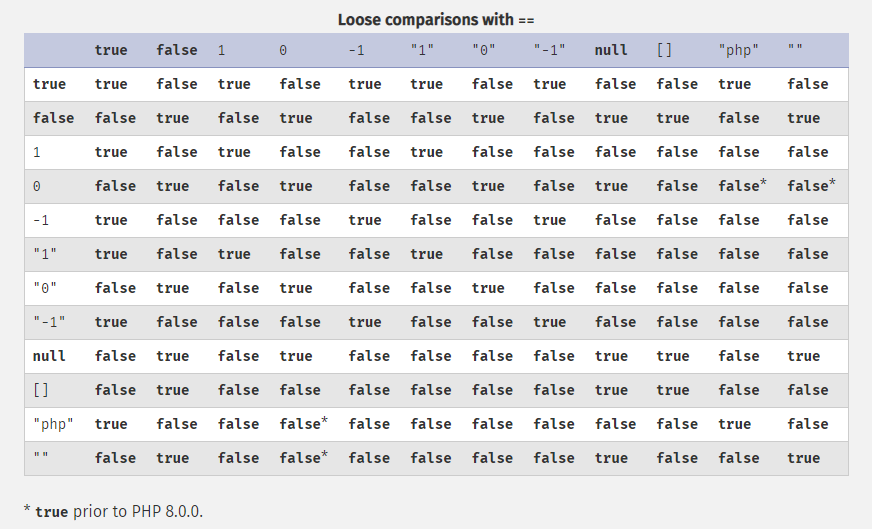 Loose comparisons with ==
true false 1 0 -1 "1" "0" "-1" null [] "php" ""
true true false true false true true false true false false true false
false false true false true false false true false true true false true
1 true false true false false true false false false false false false
0 false true false true false false true false true false false* false*
-1 true false false false true false false true false false false false
"1" true false true false false true false false false false false false
"0" false true false true false false true false false false false false
"-1" true false false false true false false true false false false false
null false true false true false false false false true true false true
[] false true false false false false false false true true false false
"php" true false false false* false false false false false false true false
"" false true false false* false false false false true false false true
* true prior to PHP 8.0.0.